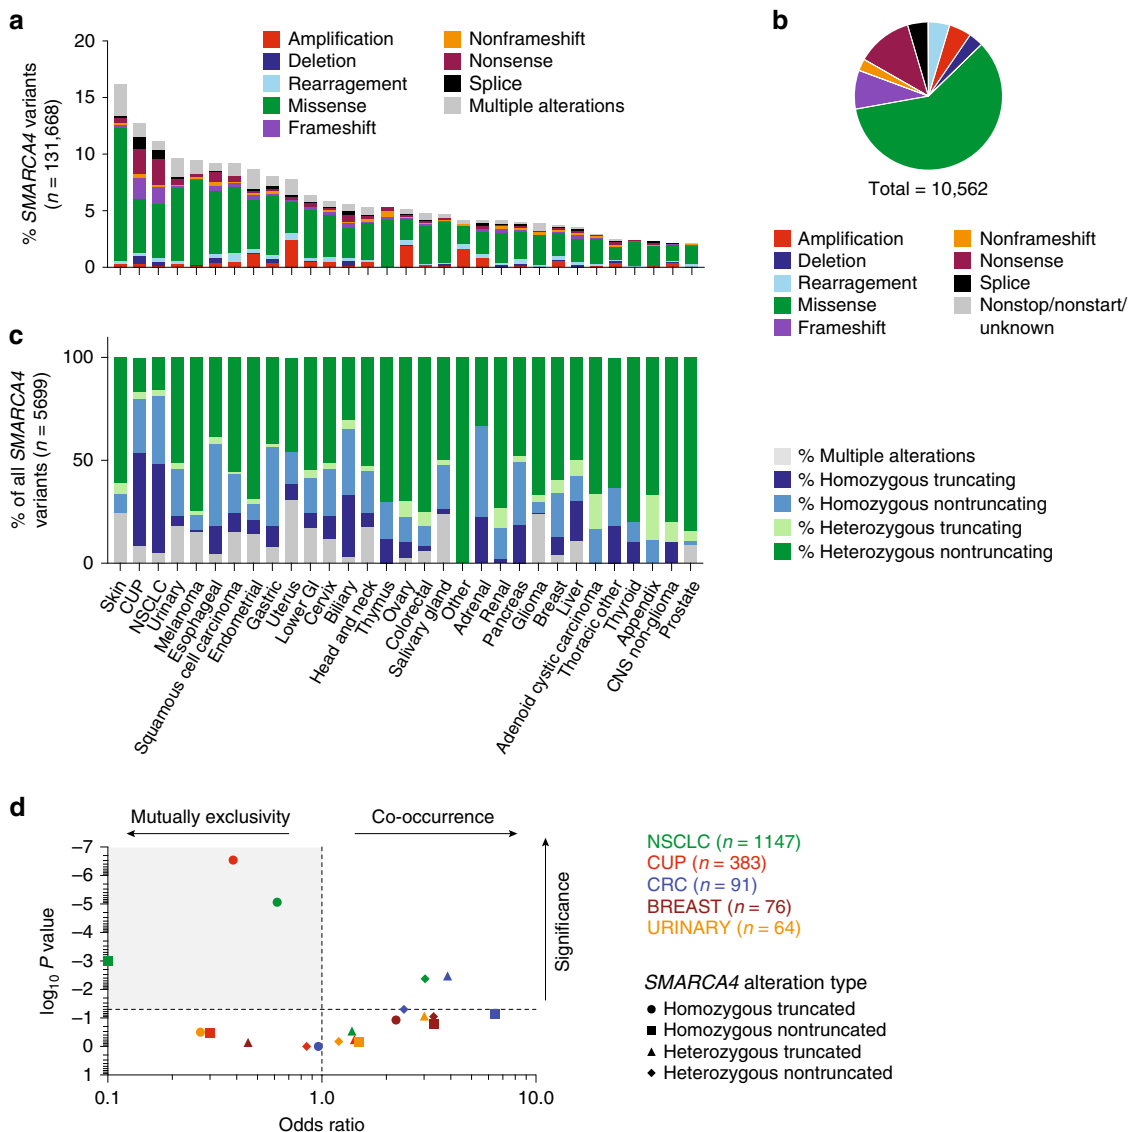 a
% SMARCA4 variants
(n = 131,668)
20
15
10
5
0
Amplification
Deletion
Rearragement
Missense
Frameshift
Nonframeshift
Nonsense
Splice
Multiple alterations
b
Total = 10,562
Amplification
Deletion
Rearragement
Missense
Frameshift
Nonframeshift
Nonsense
Splice
Nonstop/nonstart/
unknown
c
% of all SMARCA4
variants (n = 5699)
100
50
0
Skin
CUP
NSCLC
Urinary
Melanoma
Esophageal
Squamous cell carcinoma
Endometrial
Gastric
Uterus
Lower GI
Cervix
Biliary
Head and neck
Thymus
Ovary
Colorectal
Salivary gland
Other
Adrenal
Renal
Pancreas
Glioma
Breast
Liver
Adenoid cystic carcinoma
Thoracic other
Thyroid
Appendix
CNS non-glioma
Prostate
% Multiple alterations
% Homozygous truncating
% Homozygous nontruncating
% Heterozygous truncating
% Heterozygous nontruncating
d
Mutually exclusivity
Co-occurrence
Significance
log10 P value
–7
–6
–5
–4
–3
–2
–1
0
1
0.1
1.0
10.0
Odds ratio
NSCLC (n = 1147)
CUP (n = 383)
CRC (n = 91)
BREAST (n = 76)
URINARY (n = 64)
SMARCA4 alteration type
Homozygous truncated
Homozygous nontruncated
Heterozygous truncated
Heterozygous nontruncated